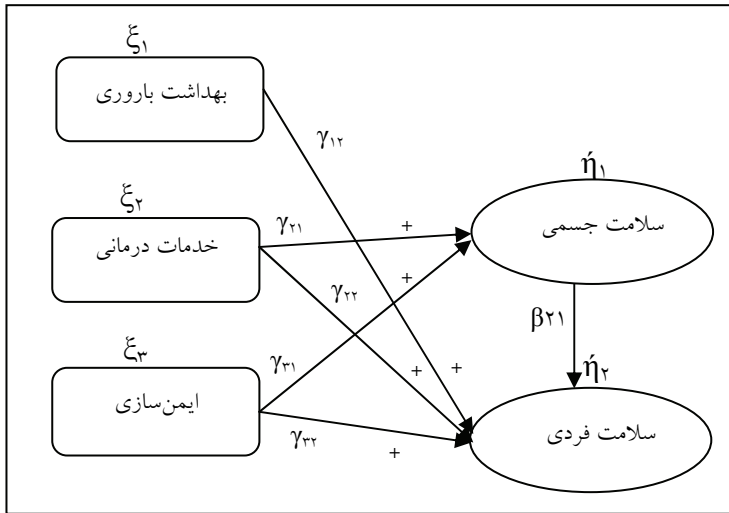 ξ۱
بهداشت باروری
γ۱۲
ή۱
سلامت جسمی
ξ۲
خدمات درمانی
γ۲۱
+
+
γ۲۲
β۲۱
ξ۳
ایمن‌سازی
γ۳۱
+
+
ή۲
سلامت فردی
γ۳۲
+